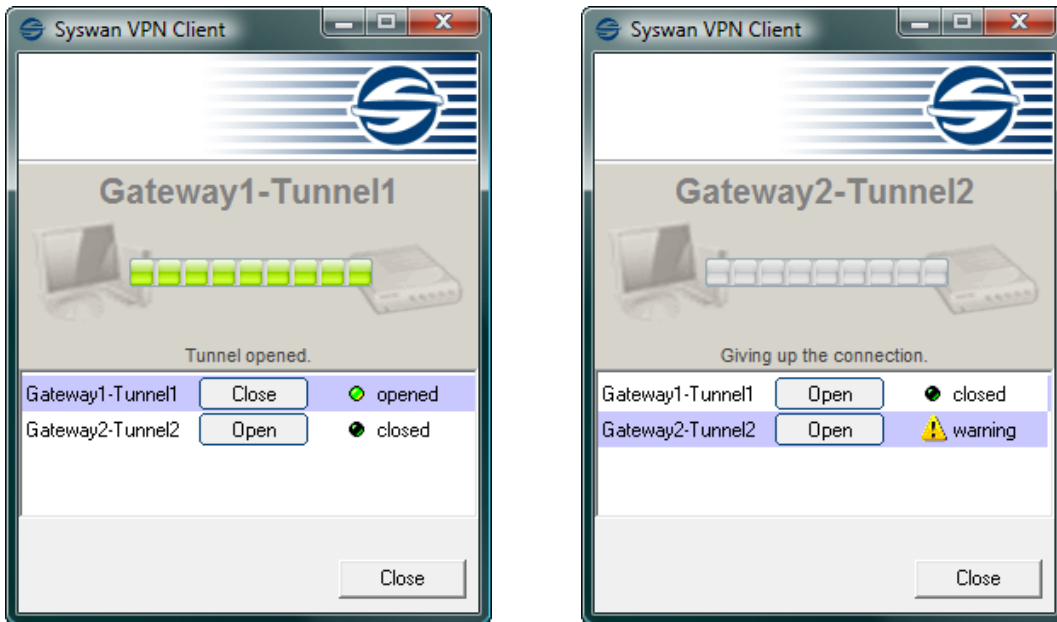 Syswan VPN Client
Gateway1-Tunnel1
Tunnel opened.
Gateway1-Tunnel1 Close opened
Gateway2-Tunnel2 Open closed
Close
Syswan VPN Client
Gateway2-Tunnel2
Giving up the connection.
Gateway1-Tunnel1 Open closed
Gateway2-Tunnel2 Open warning
Close